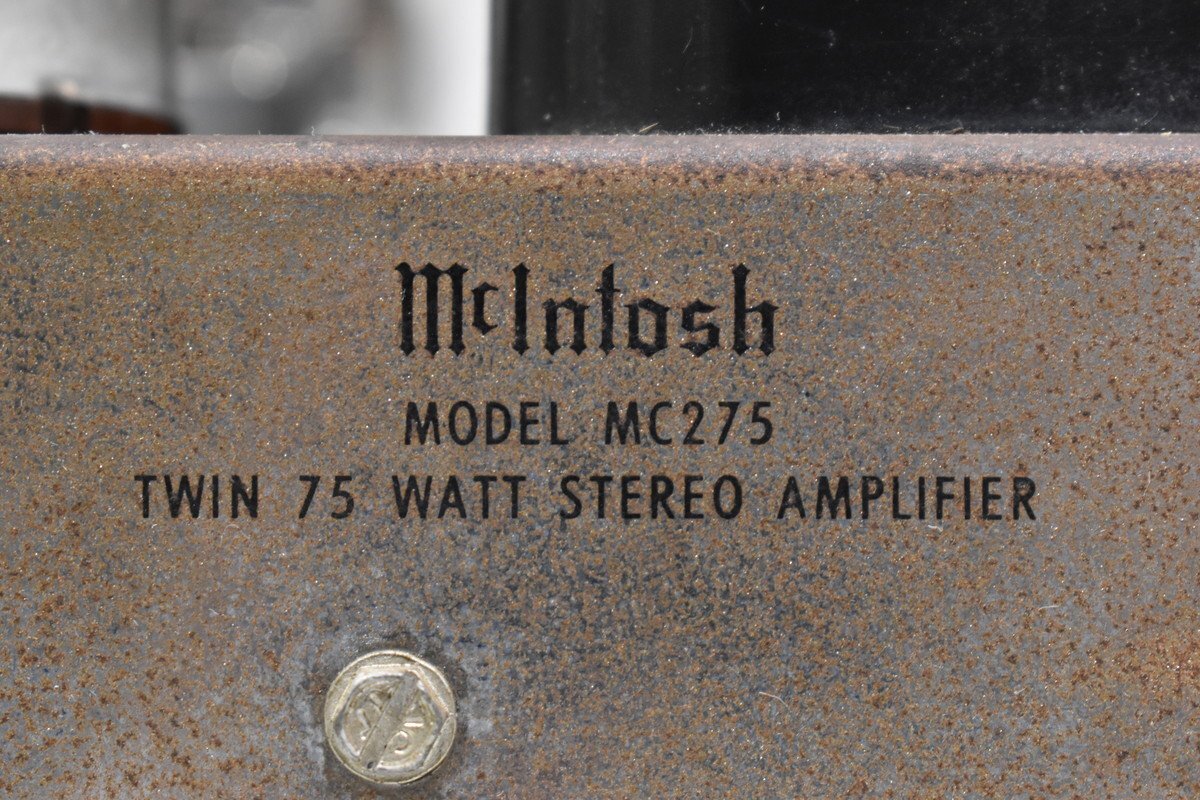 McIntosh
MODEL MC275
TWIN 75 WATT STEREO AMPLIFIER